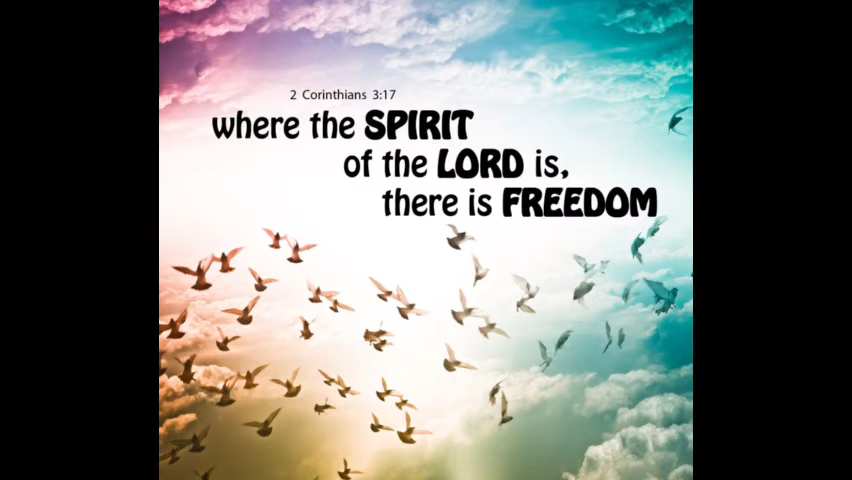 2 Corinthians 3:17
where the SPIRIT
of the LORD is,
there is FREEDOM